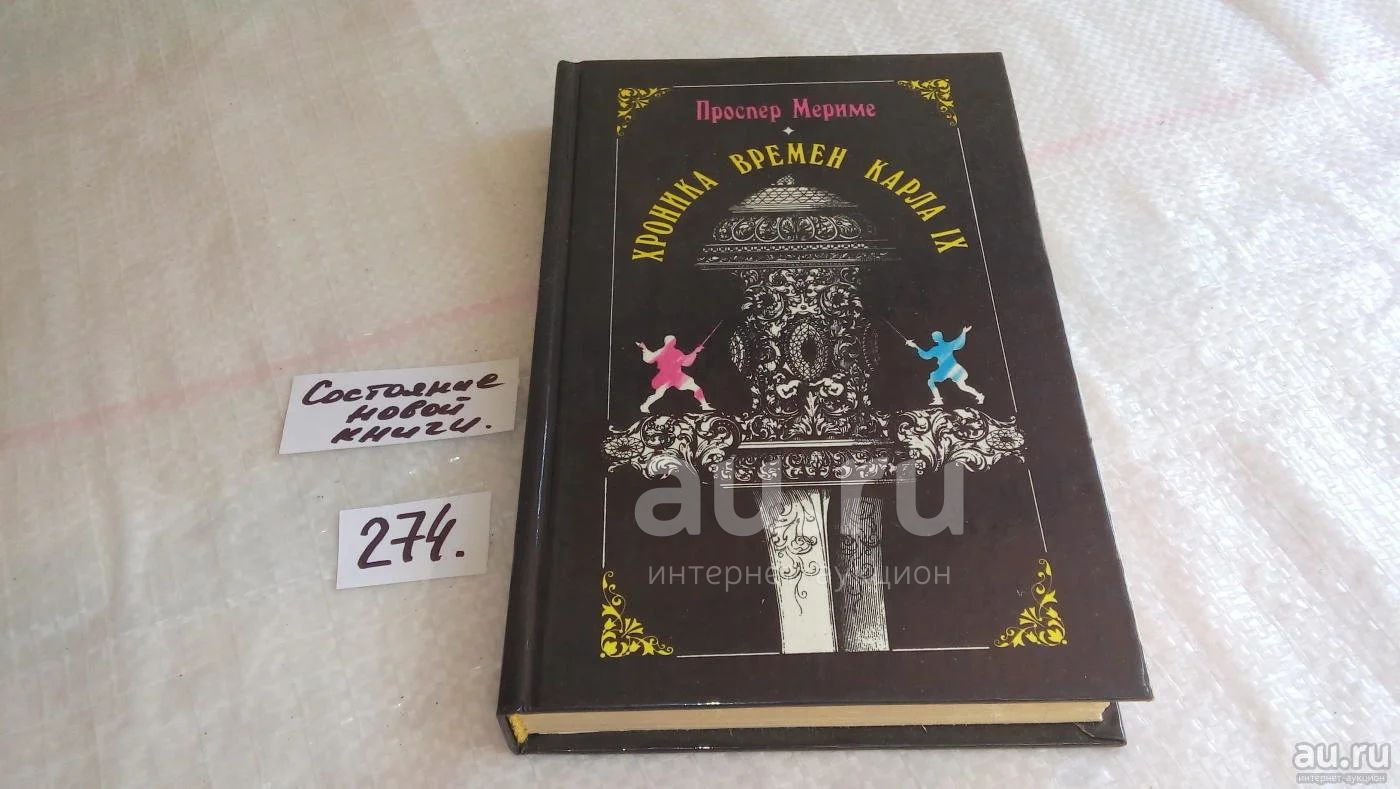 Проспер Мериме
ХРОНИКА ВРЕМЕН КАРЛА IX
Состояние
новой
книги.
274.
au.ru
интернет-аукцион
au.ru
интернет-аукцион